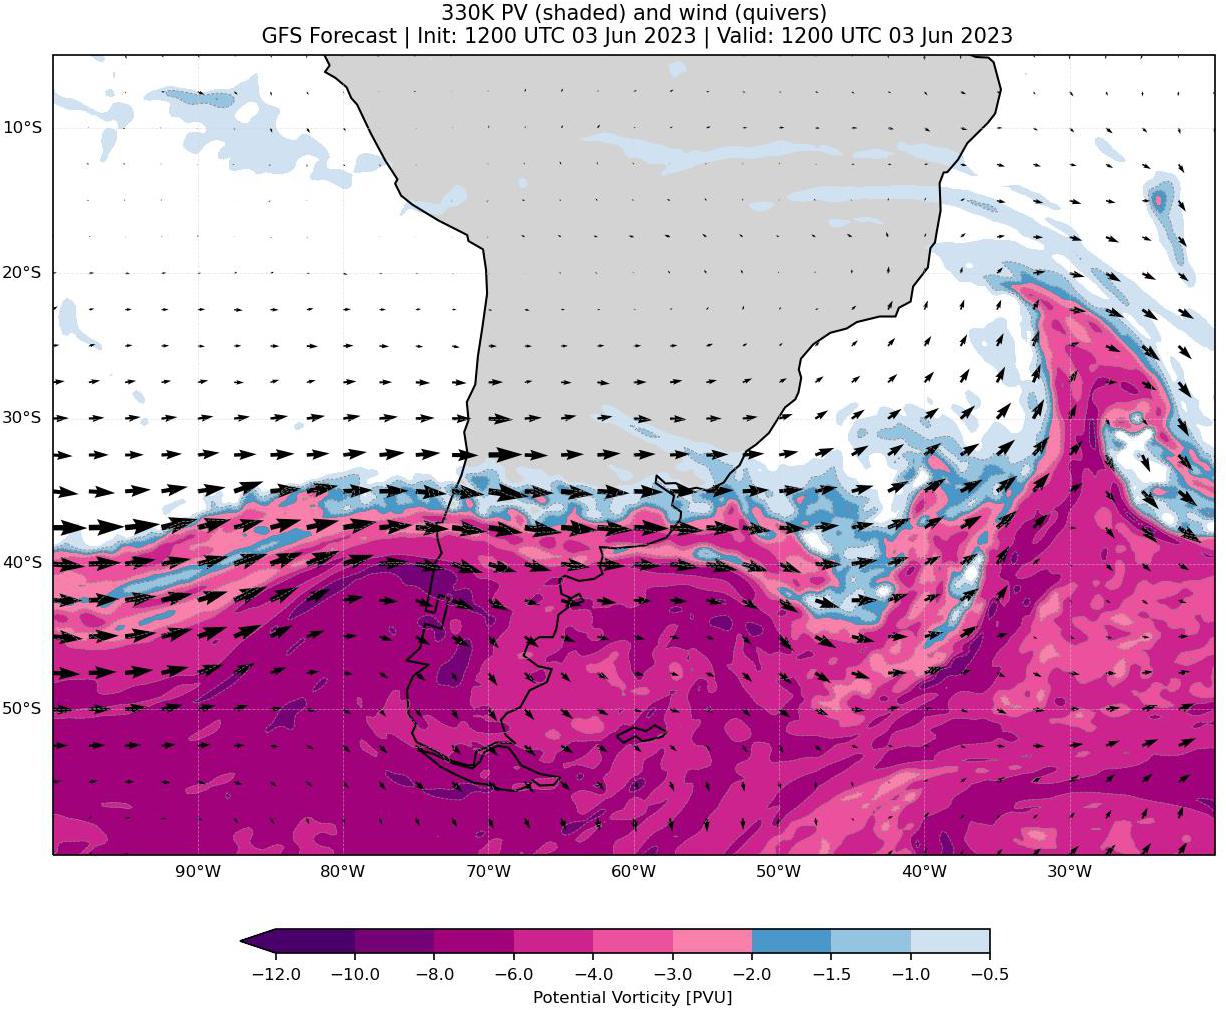 330K PV (shaded) and wind (quivers)
GFS Forecast | Init: 1200 UTC 03 Jun 2023 | Valid: 1200 UTC 03 Jun 2023
10°S
20°S
30°S
40°S
50°S
90°W 80°W 70°W 60°W 50°W 40°W 30°W
−12.0 −10.0 −8.0 −6.0 −4.0 −3.0 −2.0 −1.5 −1.0 −0.5
Potential Vorticity [PVU]